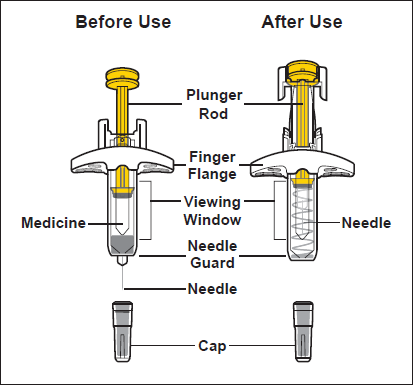 Before Use
After Use
Plunger
Rod
Finger
Flange
Medicine
Viewing
Window
Needle
Needle
Guard
Needle
Cap